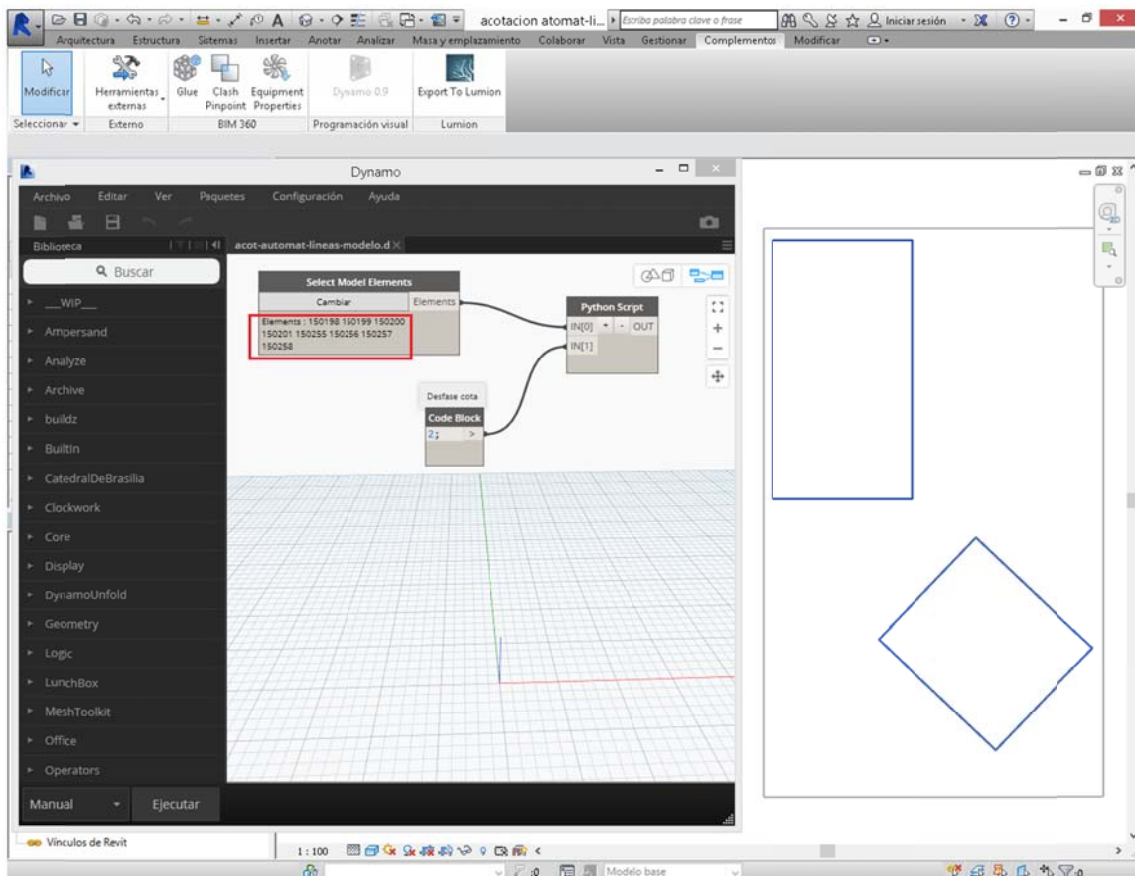 acotacion atomat-li...
Escriba palabra clave o frase
Iniciar sesión
Arquitectura Estructura Sistemas Insertar Anotar Analizar Masa y emplazamiento Colaborar Vista Gestionar Complementos Modificar
Modificar
Herramientas externas
Glue
Clash Pinpoint
Equipment Properties
Dynamo 0.9
Export To Lumion
Seleccionar
Externo
BIM 360
Programación visual
Lumion
Dynamo
Archivo Editar Ver Paquetes Configuración Ayuda
Biblioteca
acot-automat-lineas-modelo.d
Buscar
___WIP___
Ampersand
Analyze
Archive
buildz
BuiltIn
CatedralDeBrasilia
Clockwork
Core
Display
DynamoUnfold
Geometry
Logic
LunchBox
MeshToolkit
Office
Operators
Select Model Elements
Cambiar
Elements
Elements : 150198 150199 150200
150201 150255 150256 150257
150258
Python Script
IN[0] + - OUT
IN[1]
Desfase cota
Code Block
2; >
Manual
Ejecutar
Vínculos de Revit
1 : 100
:0
Modelo base
:0